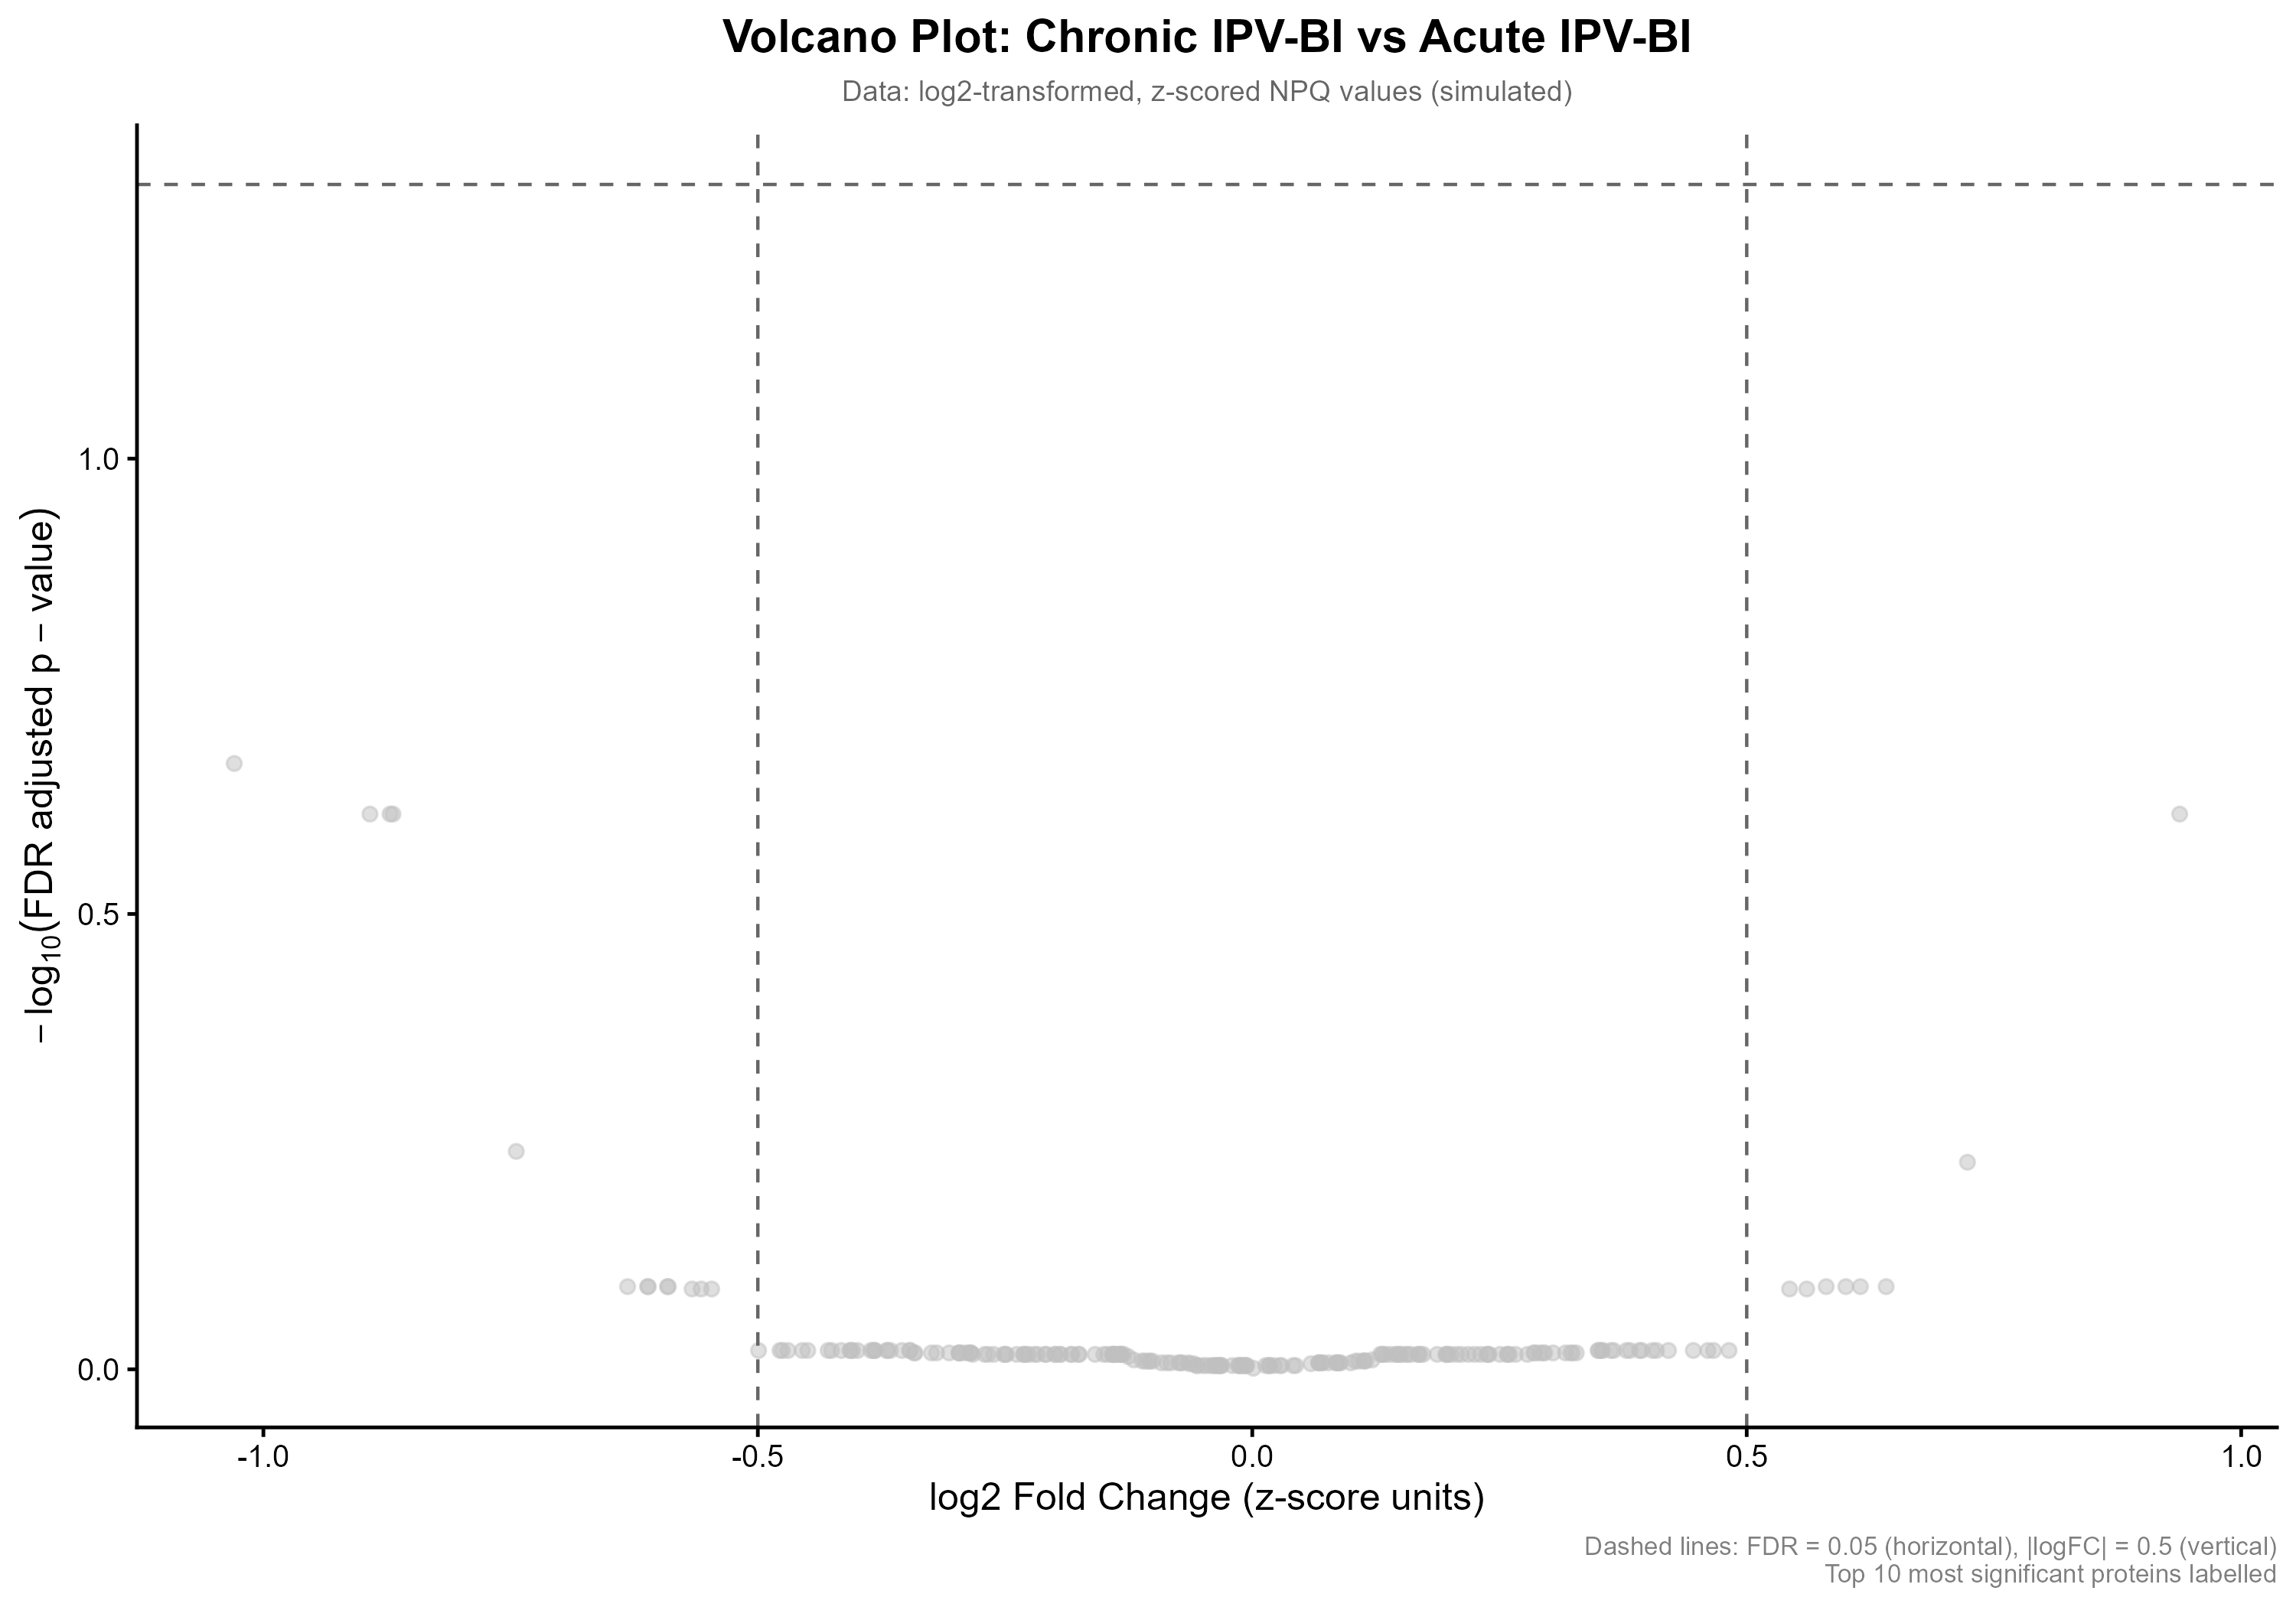 Volcano Plot: Chronic IPV-BI vs Acute IPV-BI
Data: log2-transformed, z-scored NPQ values (simulated)
−log10(FDR adjusted p − value)
1.0
0.5
0.0
-1.0
-0.5
0.0
0.5
1.0
log2 Fold Change (z-score units)
Dashed lines: FDR = 0.05 (horizontal), |logFC| = 0.5 (vertical)
Top 10 most significant proteins labelled